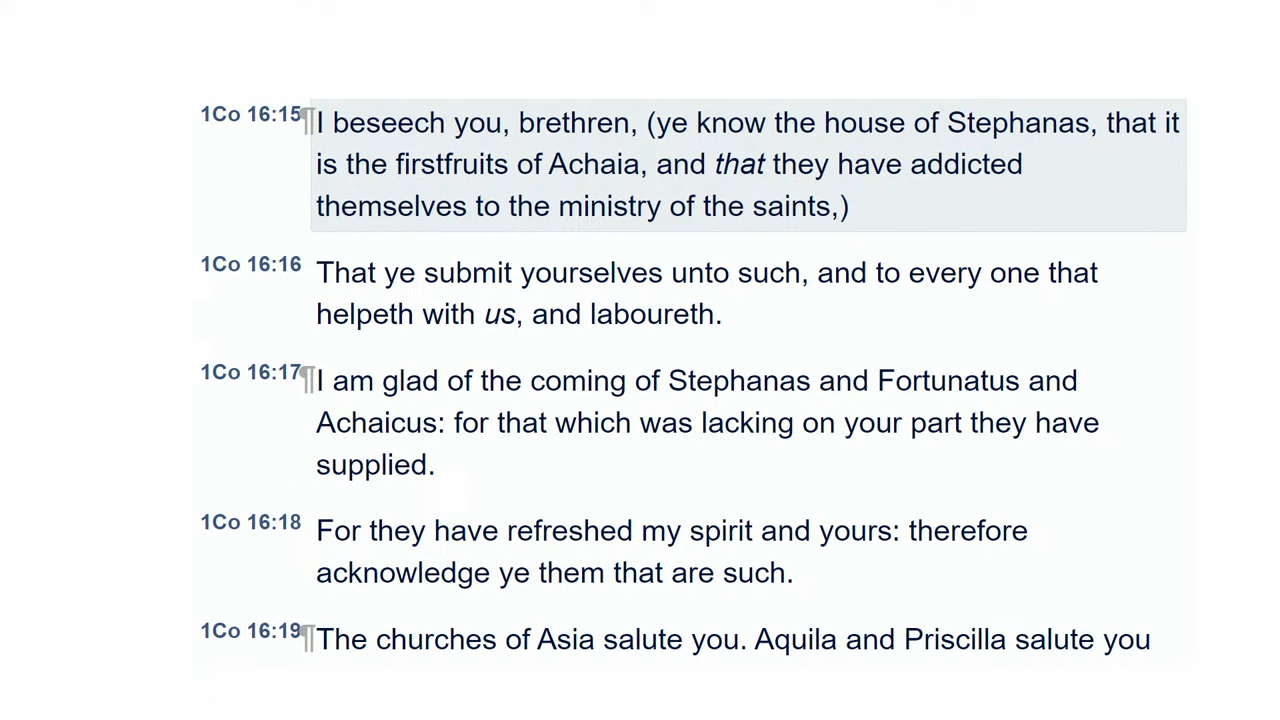 1Co 16:15 ¶I beseech you, brethren, (ye know the house of Stephanas, that it
is the firstfruits of Achaia, and that they have addicted
themselves to the ministry of the saints,)
1Co 16:16 That ye submit yourselves unto such, and to every one that
helpeth with us, and laboureth.
1Co 16:17 ¶I am glad of the coming of Stephanas and Fortunatus and
Achaicus: for that which was lacking on your part they have
supplied.
1Co 16:18 For they have refreshed my spirit and yours: therefore
acknowledge ye them that are such.
1Co 16:19 ¶The churches of Asia salute you. Aquila and Priscilla salute you